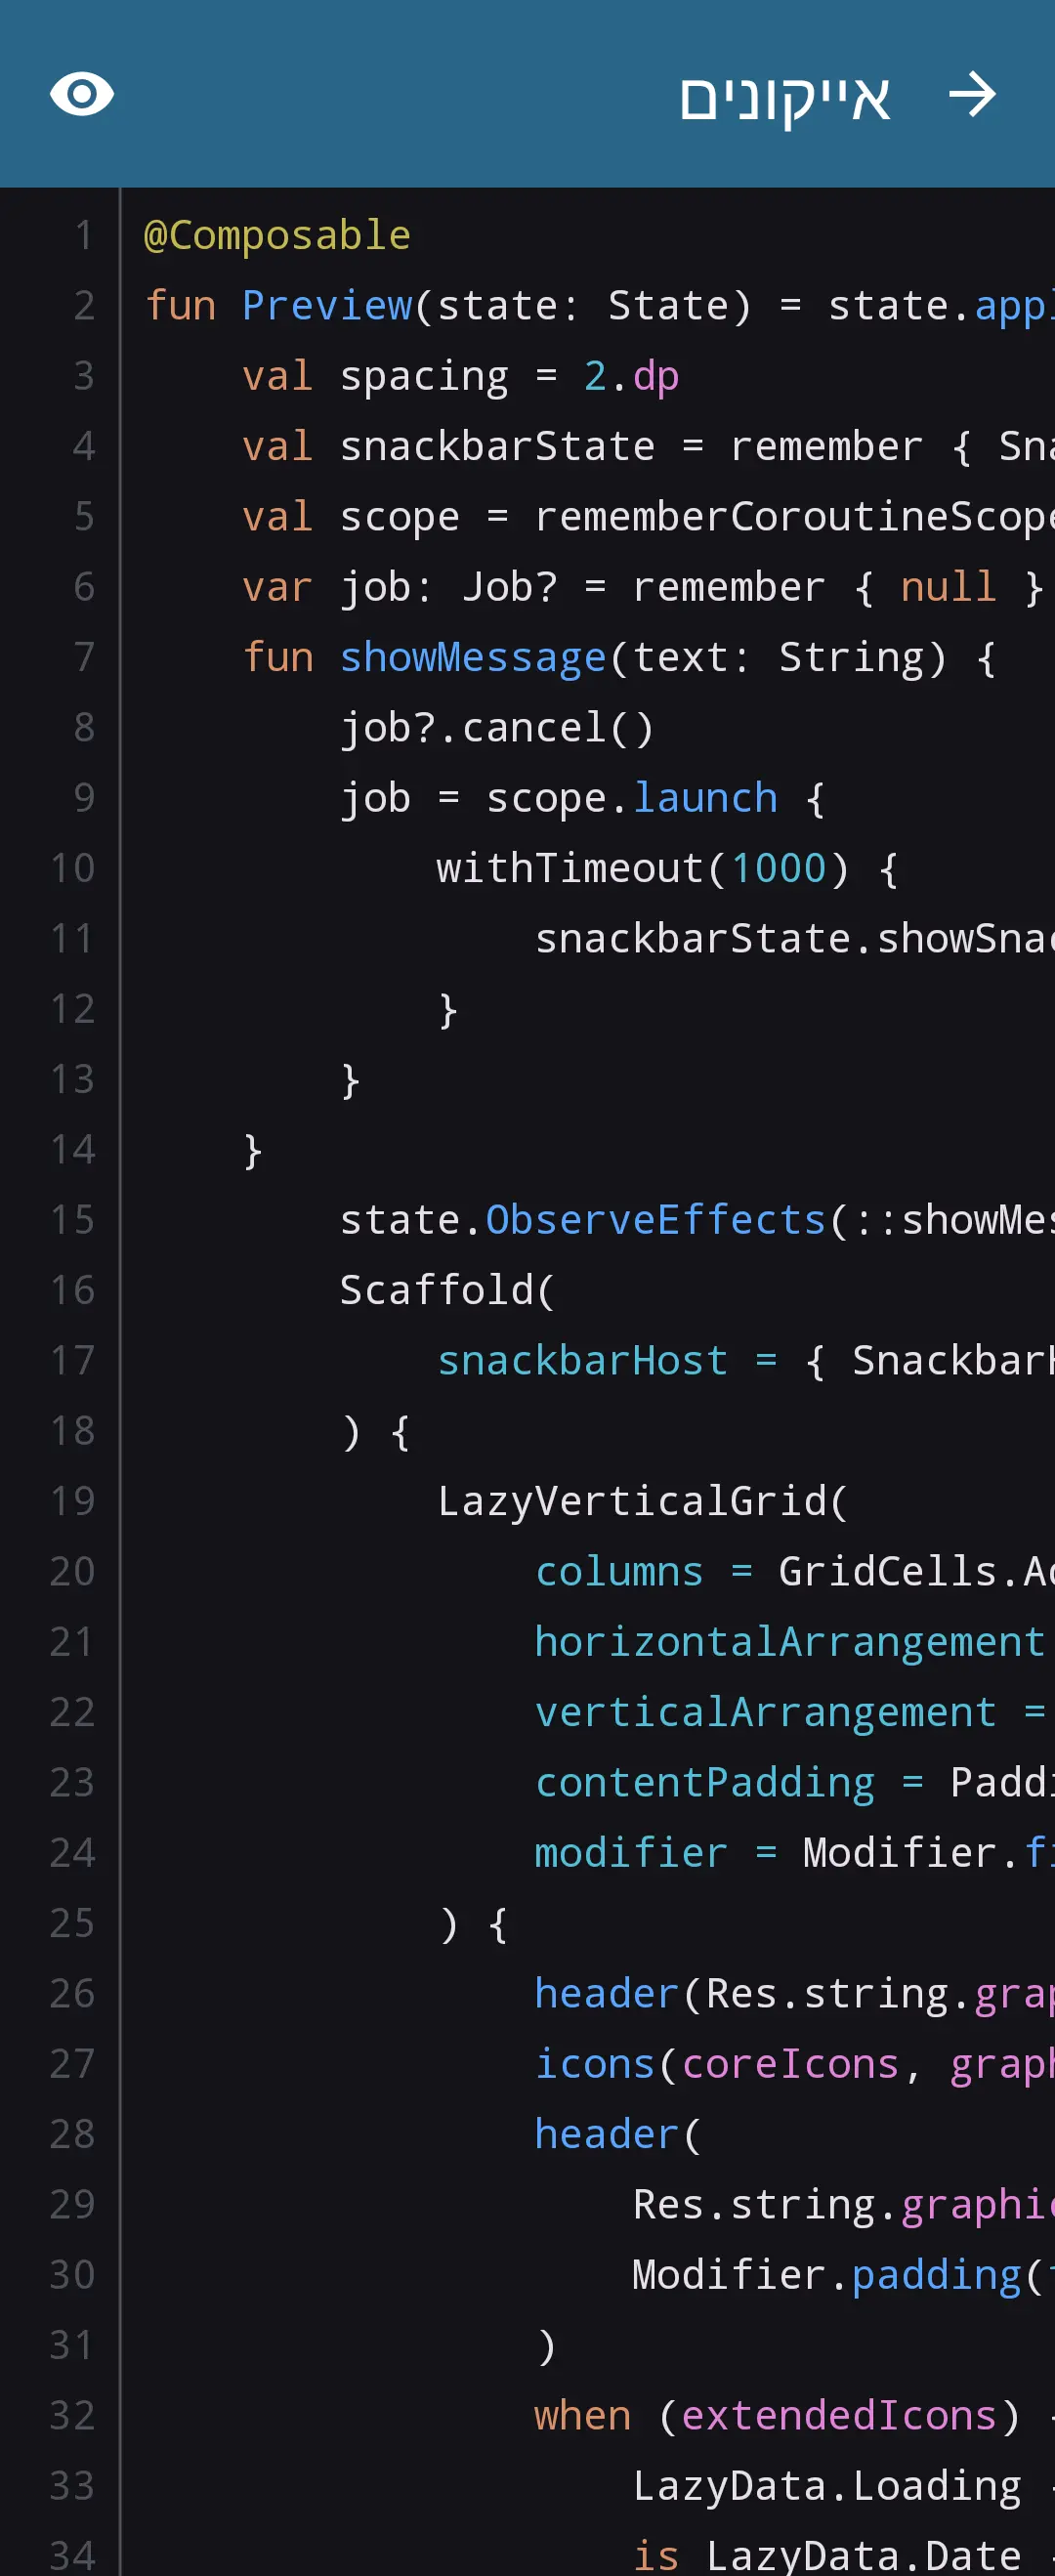 אייקונים
1 @Composable
2 fun Preview(state: State) = state.appl
3 val spacing = 2.dp
4 val snackbarState = remember { Sna
5 val scope = rememberCoroutineScope
6 var job: Job? = remember { null }
7 fun showMessage(text: String) {
8 job?.cancel()
9 job = scope.launch {
10 withTimeout(1000) {
11 snackbarState.showSnac
12 }
13 }
14 }
15 state.ObserveEffects(::showMes
16 Scaffold(
17 snackbarHost = { SnackbarH
18 ) {
19 LazyVerticalGrid(
20 columns = GridCells.Ad
21 horizontalArrangement
22 verticalArrangement =
23 contentPadding = Paddi
24 modifier = Modifier.fi
25 ) {
26 header(Res.string.grap
27 icons(coreIcons, graph
28 header(
29 Res.string.graphic
30 Modifier.padding(
31 )
32 when (extendedIcons)
33 LazyData.Loading -
34 is LazyData.Date -